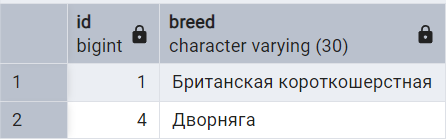 id breed
bigint character varying (30)
1 1 Британская короткошерстная
2 4 Дворняга